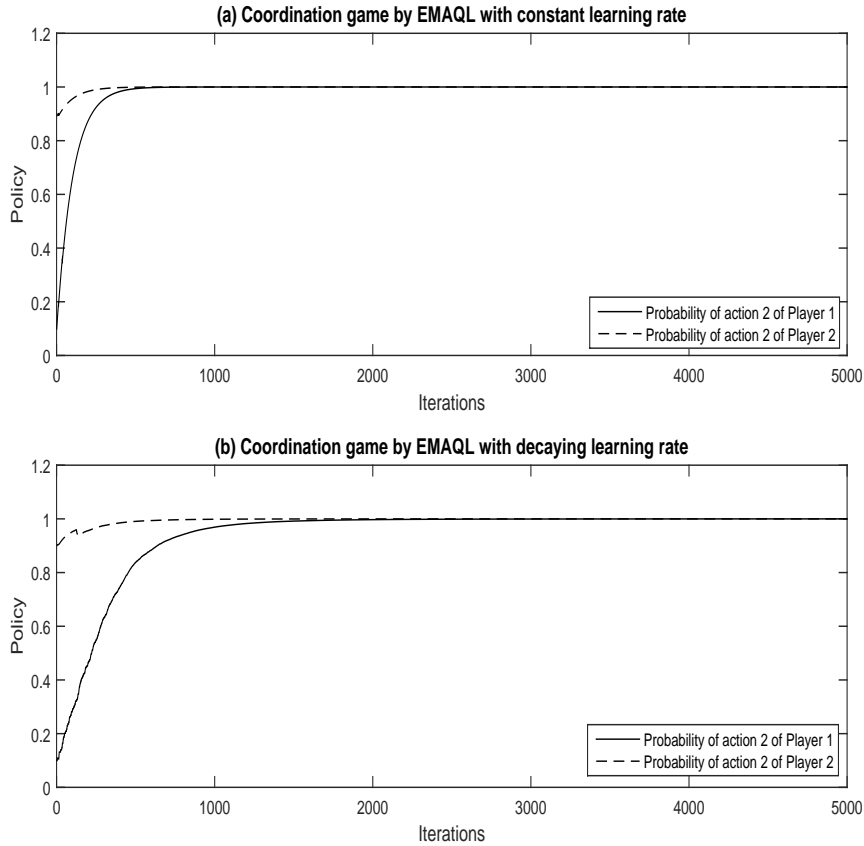 (a) Coordination game by EMAQL with constant learning rate
1.2
1
0.8
0.6
0.4
0.2
0
Policy
Probability of action 2 of Player 1
Probability of action 2 of Player 2
0 1000 2000 3000 4000 5000
Iterations
(b) Coordination game by EMAQL with decaying learning rate
1.2
1
0.8
0.6
0.4
0.2
0
Policy
Probability of action 2 of Player 1
Probability of action 2 of Player 2
0 1000 2000 3000 4000 5000
Iterations